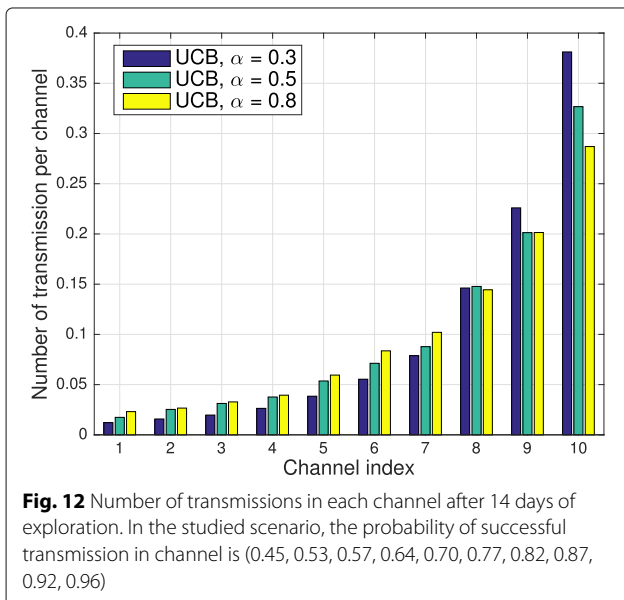 UCB, α = 0.3
UCB, α = 0.5
UCB, α = 0.8
Number of transmission per channel
0.4
0.35
0.3
0.25
0.2
0.15
0.1
0.05
0
1 2 3 4 5 6 7 8 9 10
Channel index
Fig. 12 Number of transmissions in each channel after 14 days of
exploration. In the studied scenario, the probability of successful
transmission in channel is (0.45, 0.53, 0.57, 0.64, 0.70, 0.77, 0.82, 0.87,
0.92, 0.96)